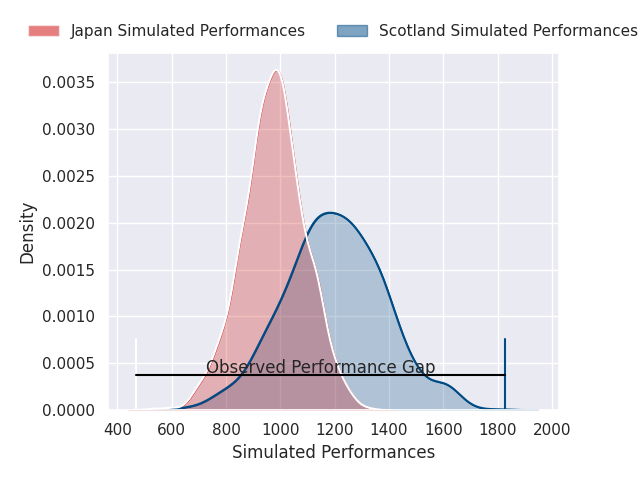 Japan Simulated Performances
Scotland Simulated Performances
0.0035
0.0030
0.0025
0.0020
0.0015
0.0010
0.0005
0.0000
Density
Observed Performance Gap
400 600 800 1000 1200 1400 1600 1800 2000
Simulated Performances